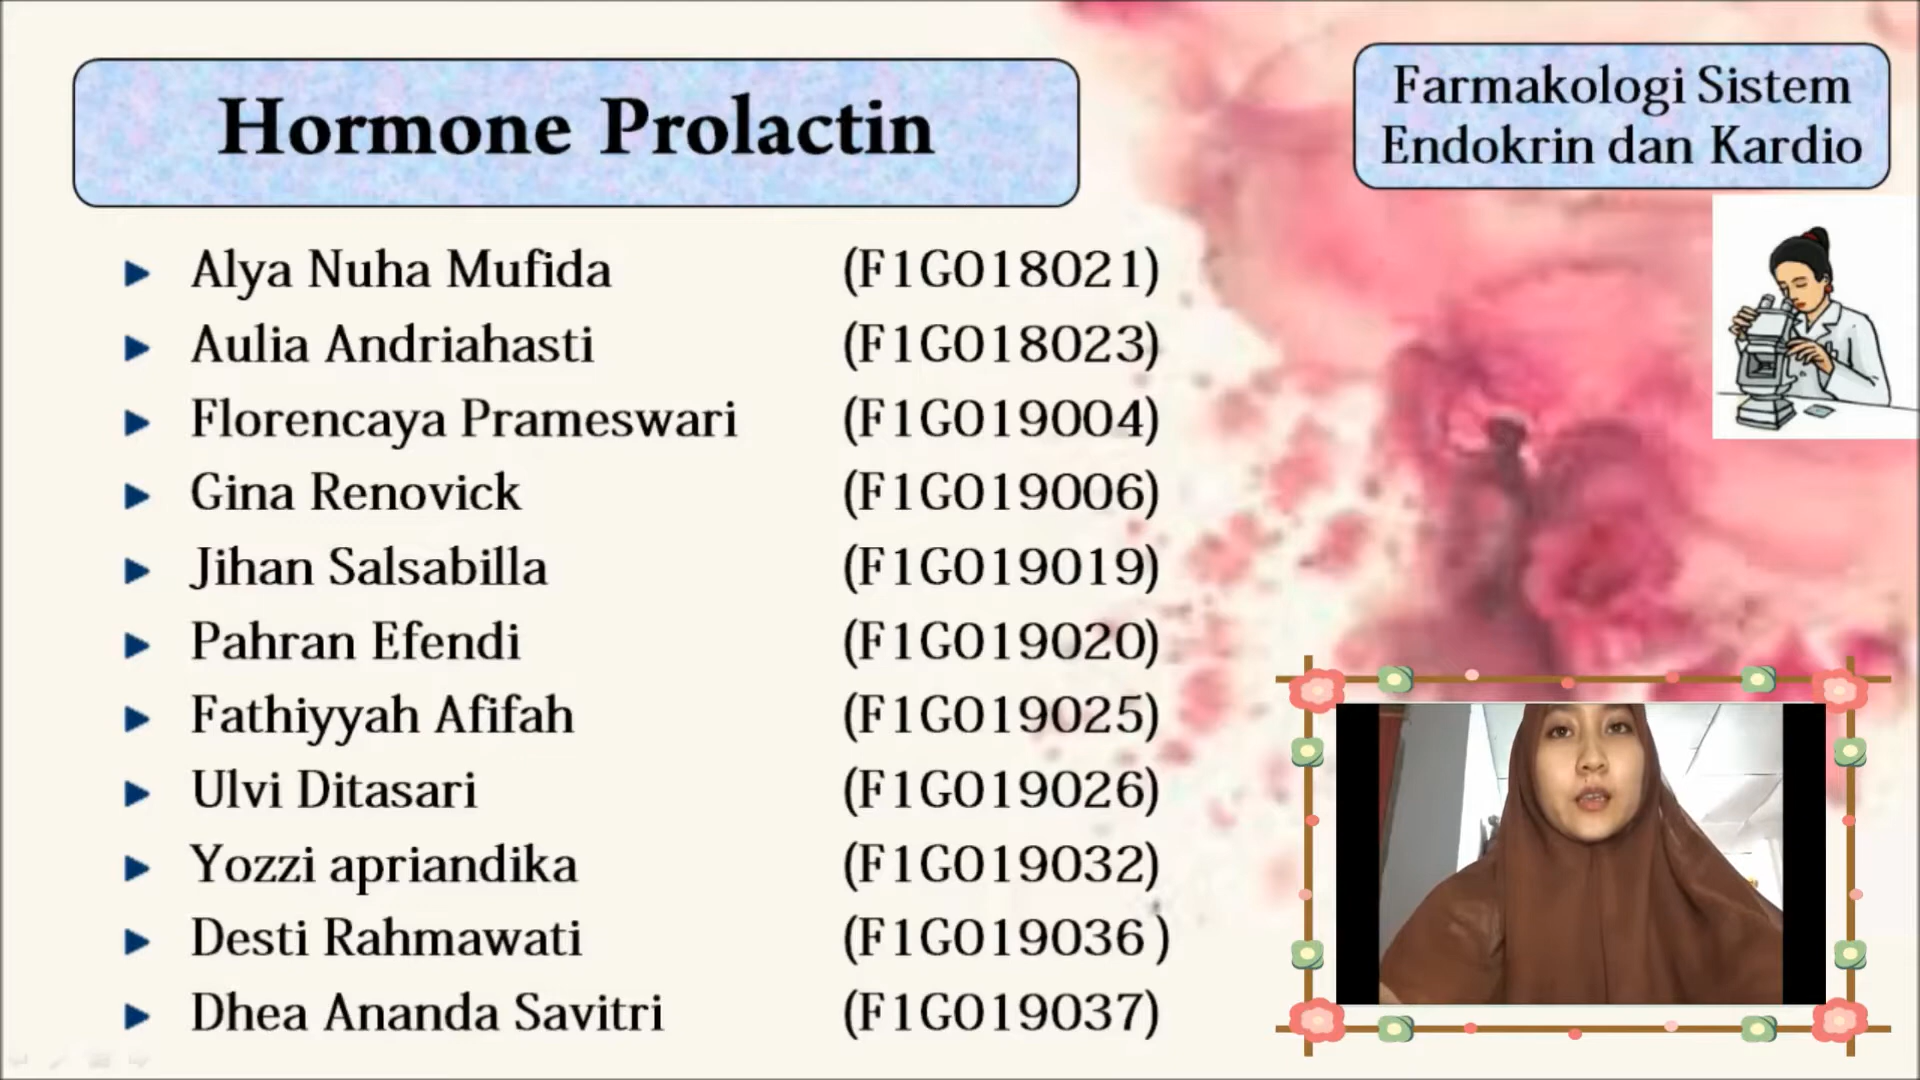 Hormone Prolactin
Farmakologi Sistem
Endokrin dan Kardio
Alya Nuha Mufida (F1G018021)
Aulia Andriahasti (F1G018023)
Florencaya Prameswari (F1G019004)
Gina Renovick (F1G019006)
Jihan Salsabilla (F1G019019)
Pahran Efendi (F1G019020)
Fathiyyah Afifah (F1G019025)
Ulvi Ditasari (F1G019026)
Yozzi apriandika (F1G019032)
Desti Rahmawati (F1G019036 )
Dhea Ananda Savitri (F1G019037)